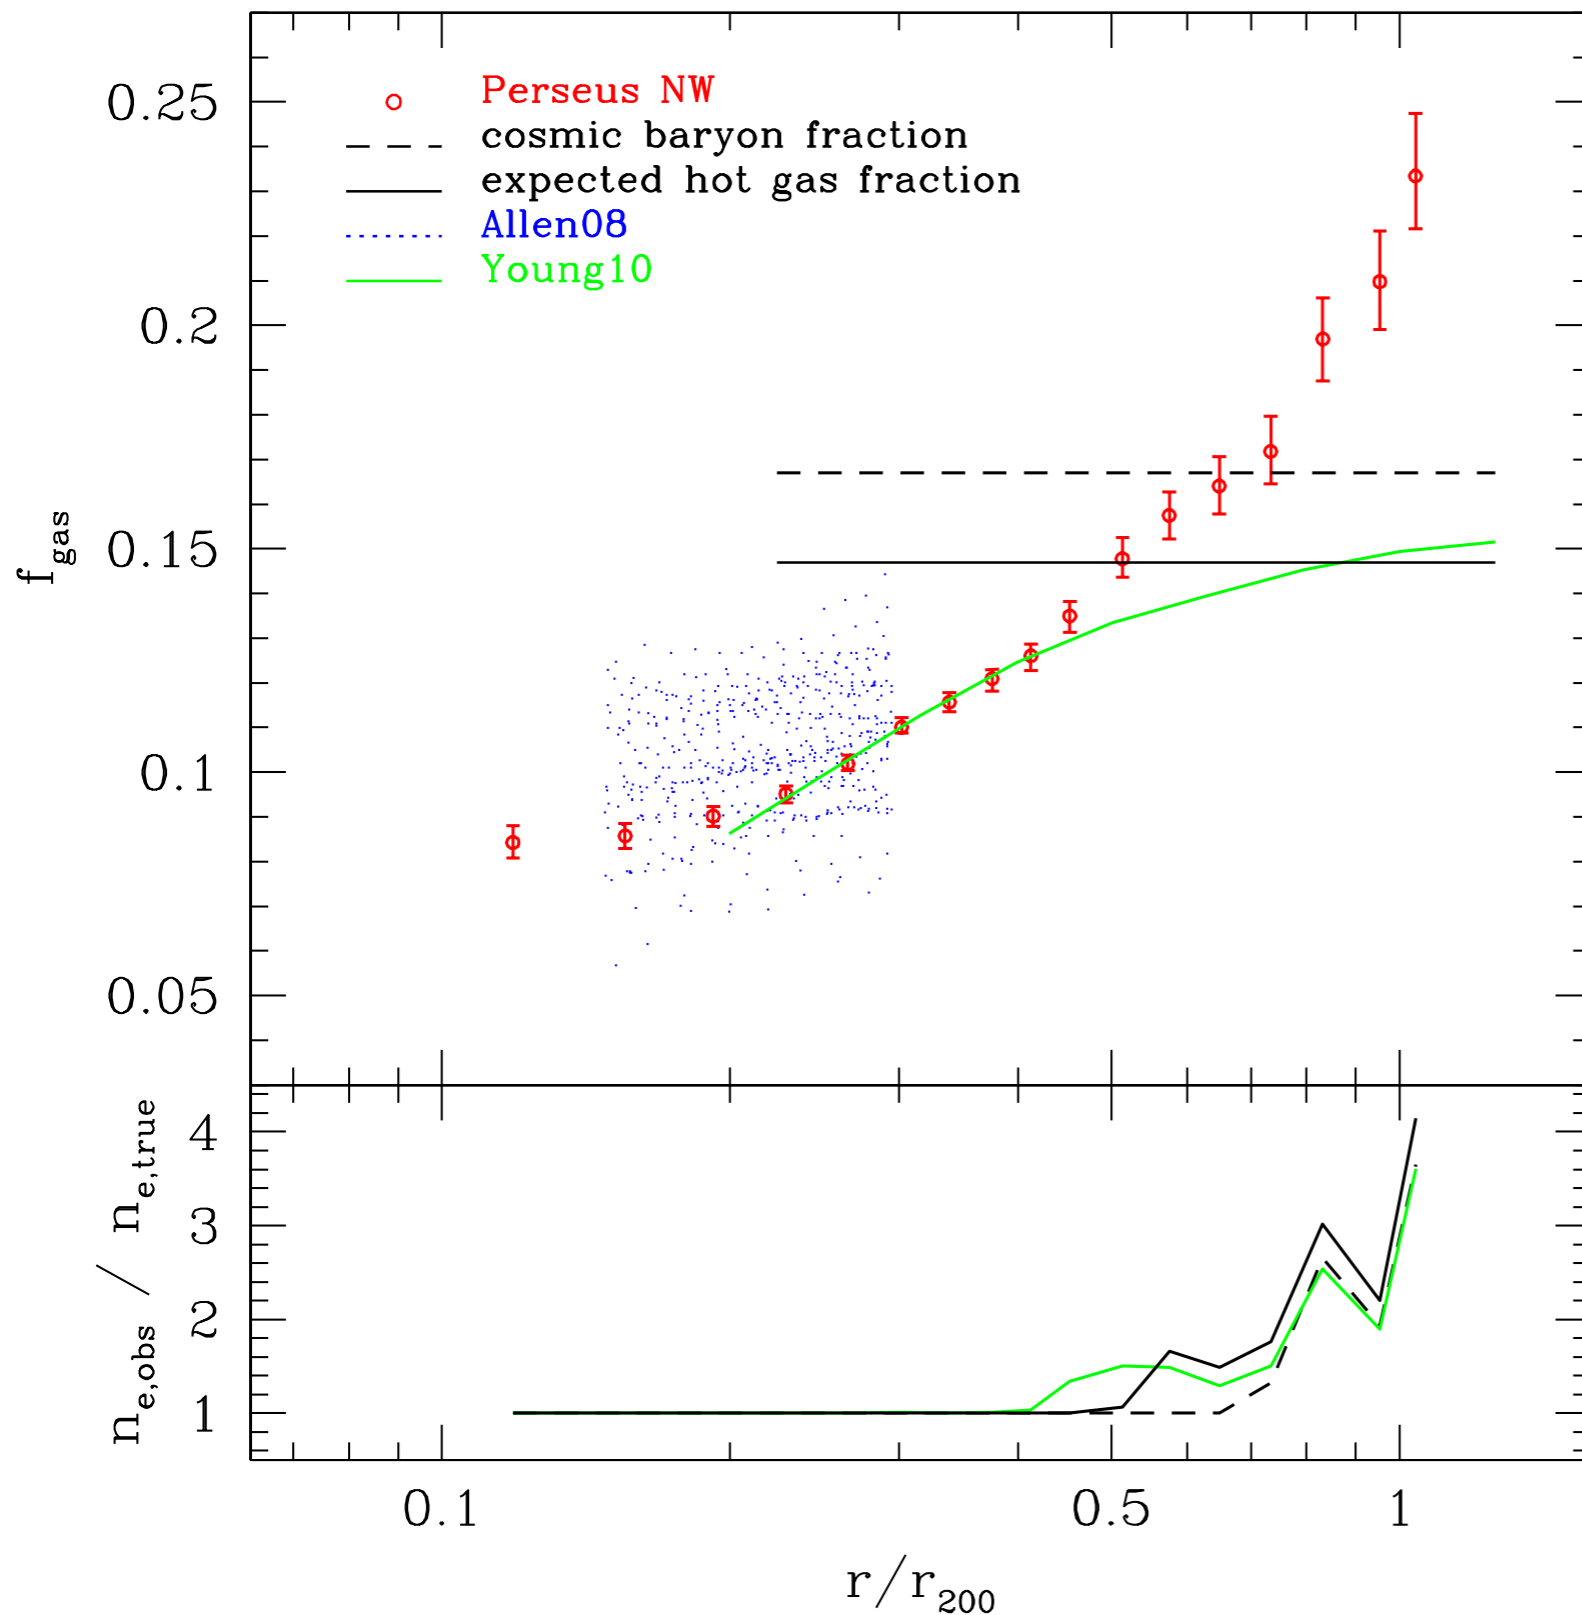 Perseus NW
cosmic baryon fraction
expected hot gas fraction
Allen08
Young10
0.25
0.2
0.15
0.1
0.05
f_gas
4
3
2
1
n_e,obs / n_e,true
0.1 0.5 1
r/r_200